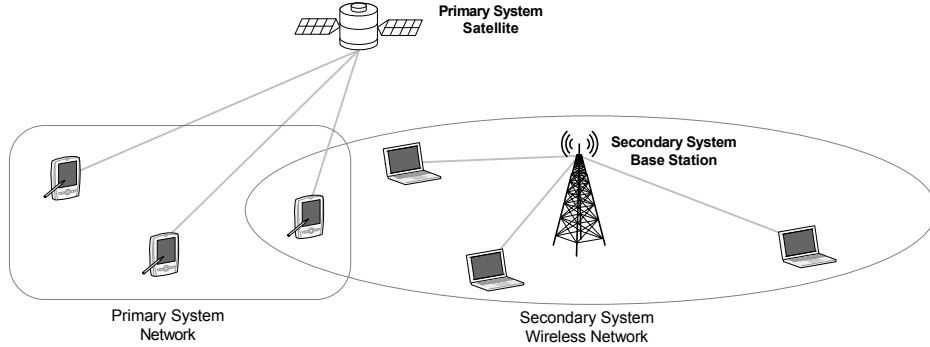 Primary System
Satellite
Secondary System
Base Station
Primary System
Network
Secondary System
Wireless Network